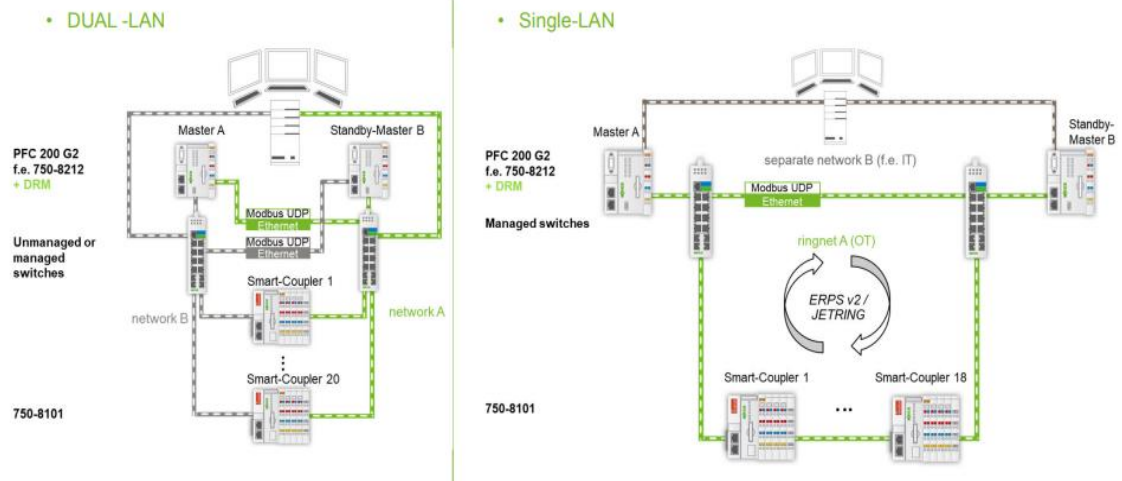 • DUAL -LAN
Master A
Standby-Master B
PFC 200 G2
f.e. 750-8212
+ DRM
Modbus UDP
Ethernet
Modbus UDP
Ethernet
Unmanaged or
managed
switches
Smart-Coupler 1
network B
network A
Smart-Coupler 20
750-8101
• Single-LAN
Master A
Standby-
Master B
PFC 200 G2
f.e. 750-8212
+ DRM
separate network B (f.e. IT)
Modbus UDP
Ethernet
Managed switches
ringnet A (OT)
ERPS v2 /
JETRING
Smart-Coupler 1
Smart-Coupler 18
...
750-8101